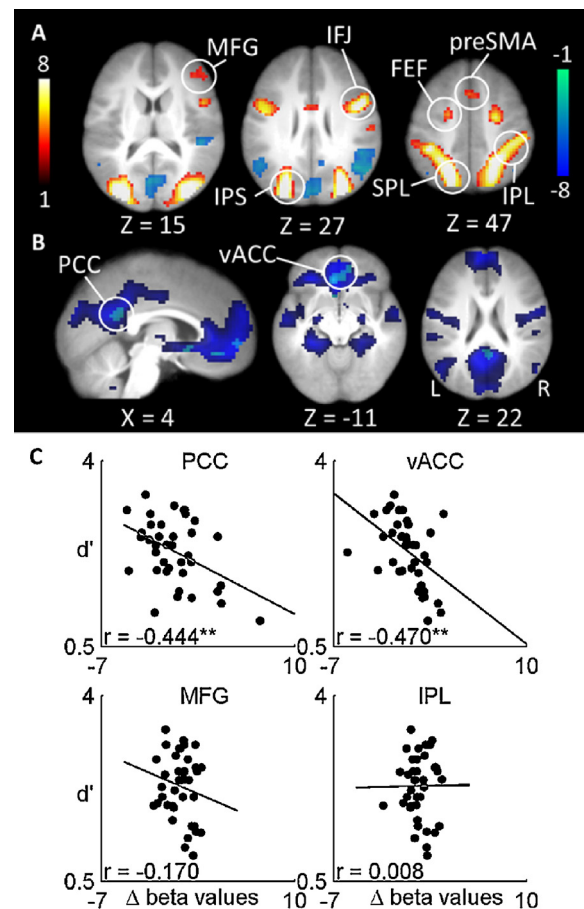 A
MFG
IFJ
preSMA
FEF
8
1
-1
-8
IPS
SPL
IPL
Z = 15
Z = 27
Z = 47
B
PCC
vACC
L
R
X = 4
Z = -11
Z = 22
C
PCC
vACC
4
4
d'
r = -0.444**
r = -0.470**
0.5
0.5
-7
10
-7
10
MFG
IPL
4
4
d'
r = -0.170
r = 0.008
0.5
0.5
-7
Δ beta values
10
-7
Δ beta values
10